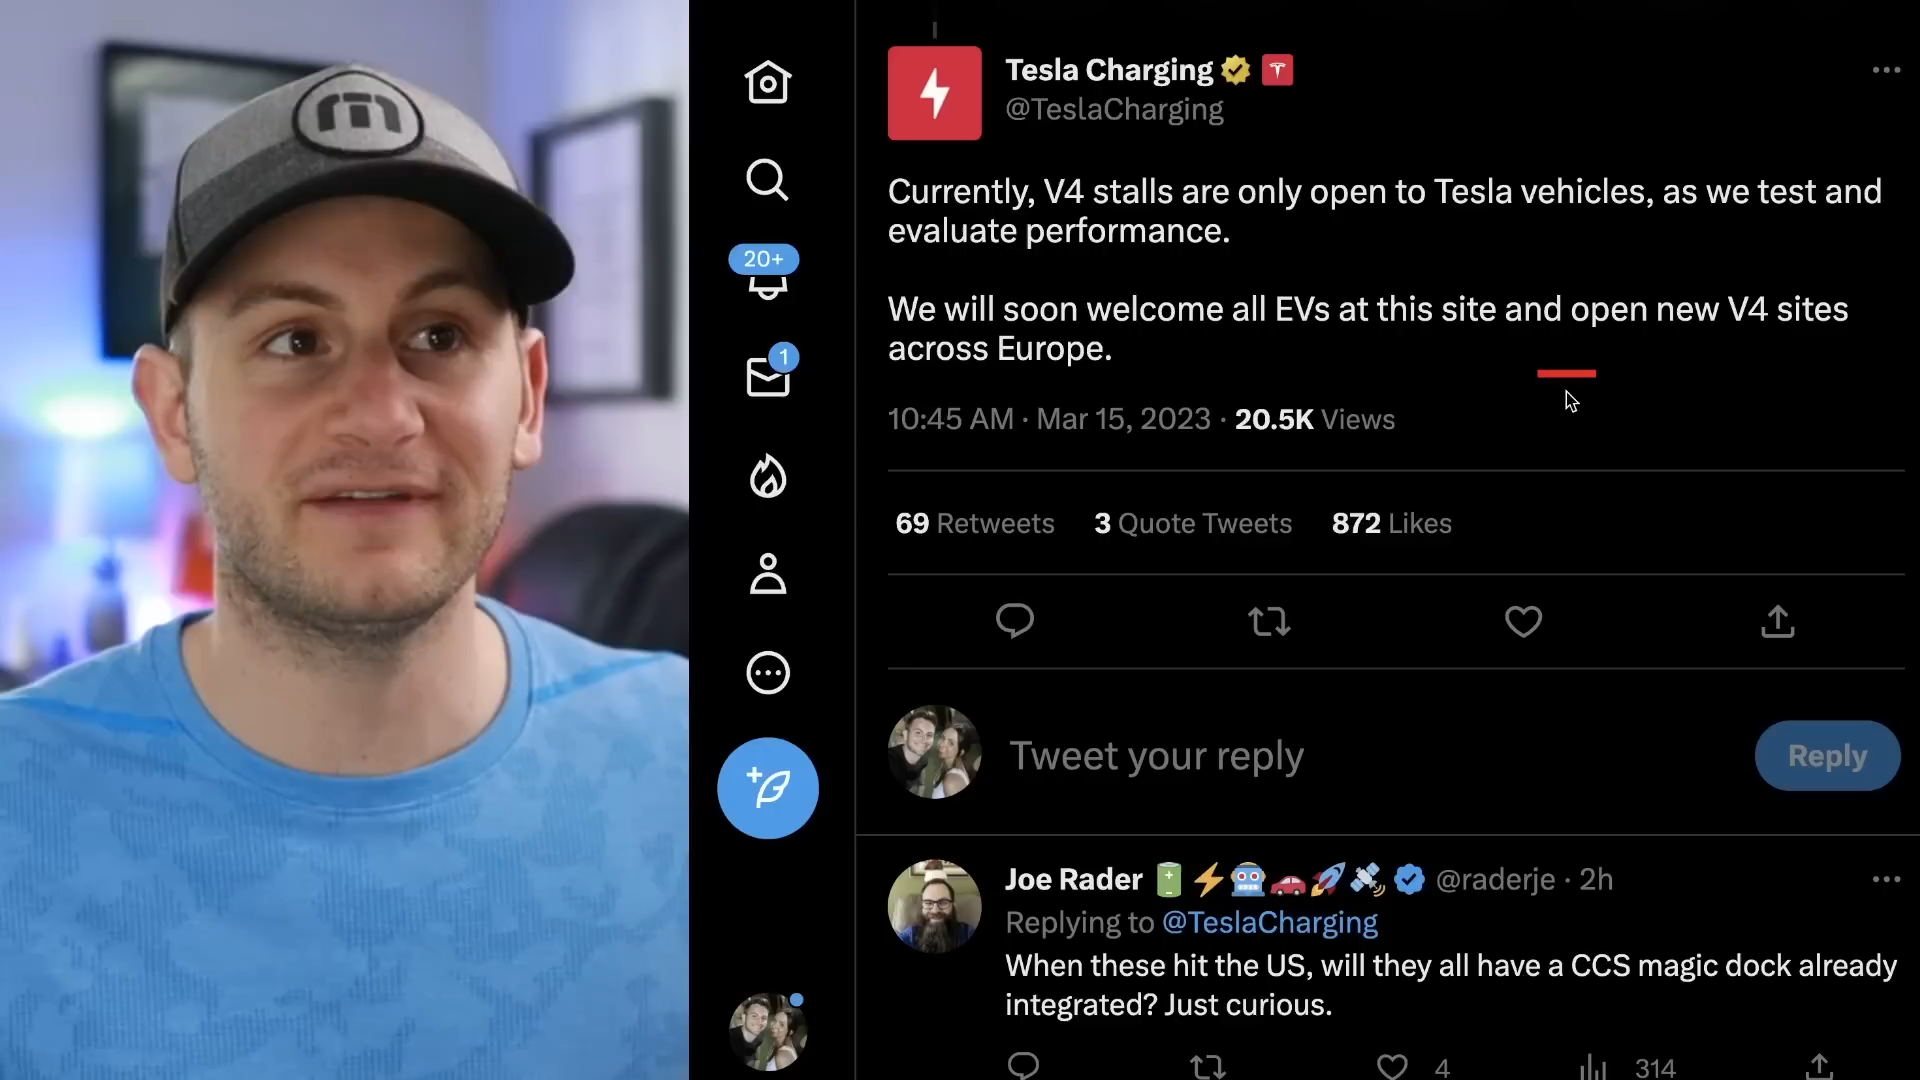 Tesla Charging
@TeslaCharging
Currently, V4 stalls are only open to Tesla vehicles, as we test and
evaluate performance.
We will soon welcome all EVs at this site and open new V4 sites
across Europe.
10:45 AM · Mar 15, 2023 · 20.5K Views
69 Retweets 3 Quote Tweets 872 Likes
Tweet your reply
Reply
Joe Rader @raderje · 2h
Replying to @TeslaCharging
When these hit the US, will they all have a CCS magic dock already
integrated? Just curious.
4 314
20+
1